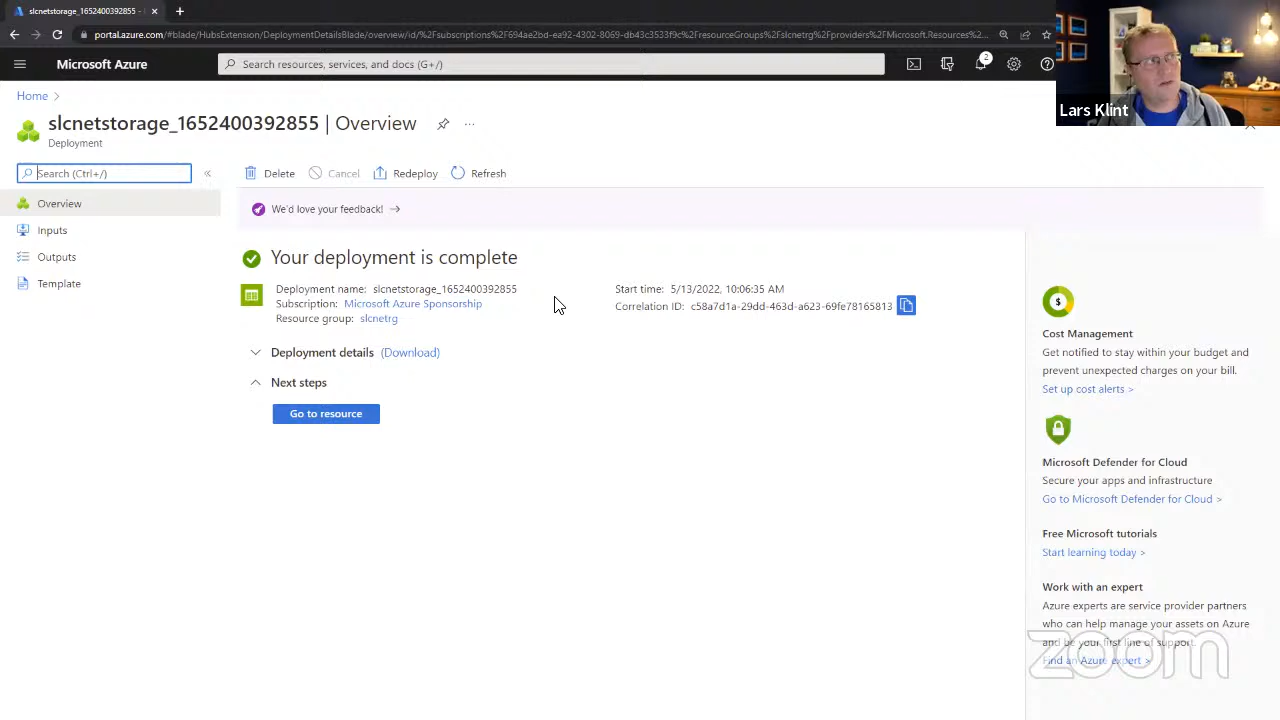 slcnetstorage_1652400392855 -
portal.azure.com/#blade/HubsExtension/DeploymentDetailsBlade/overview/id/%2Fsubscriptions%2F694ae2bd-ea92-4302-8069-db43c3533f9c%2FresourceGroups%2Fslcnetrg%2Fproviders%2FMicrosoft.Resources%2...
Microsoft Azure
Search resources, services, and docs (G+/)
2
Lars Klint
Home >
slcnetstorage_1652400392855 | Overview
Deployment
Search (Ctrl+/)
Delete
Cancel
Redeploy
Refresh
Overview
Inputs
Outputs
Template
We'd love your feedback! →
Your deployment is complete
Deployment name: slcnetstorage_1652400392855
Subscription: Microsoft Azure Sponsorship
Resource group: slcnetrg
Start time: 5/13/2022, 10:06:35 AM
Correlation ID: c58a7d1a-29dd-463d-a623-69fe78165813
Deployment details (Download)
Next steps
Go to resource
Cost Management
Get notified to stay within your budget and
prevent unexpected charges on your bill.
Set up cost alerts >
Microsoft Defender for Cloud
Secure your apps and infrastructure
Go to Microsoft Defender for Cloud >
Free Microsoft tutorials
Start learning today >
Work with an expert
Azure experts are service provider partners
who can help manage your assets on Azure
and be your first line of support.
Find an Azure expert >
zoom